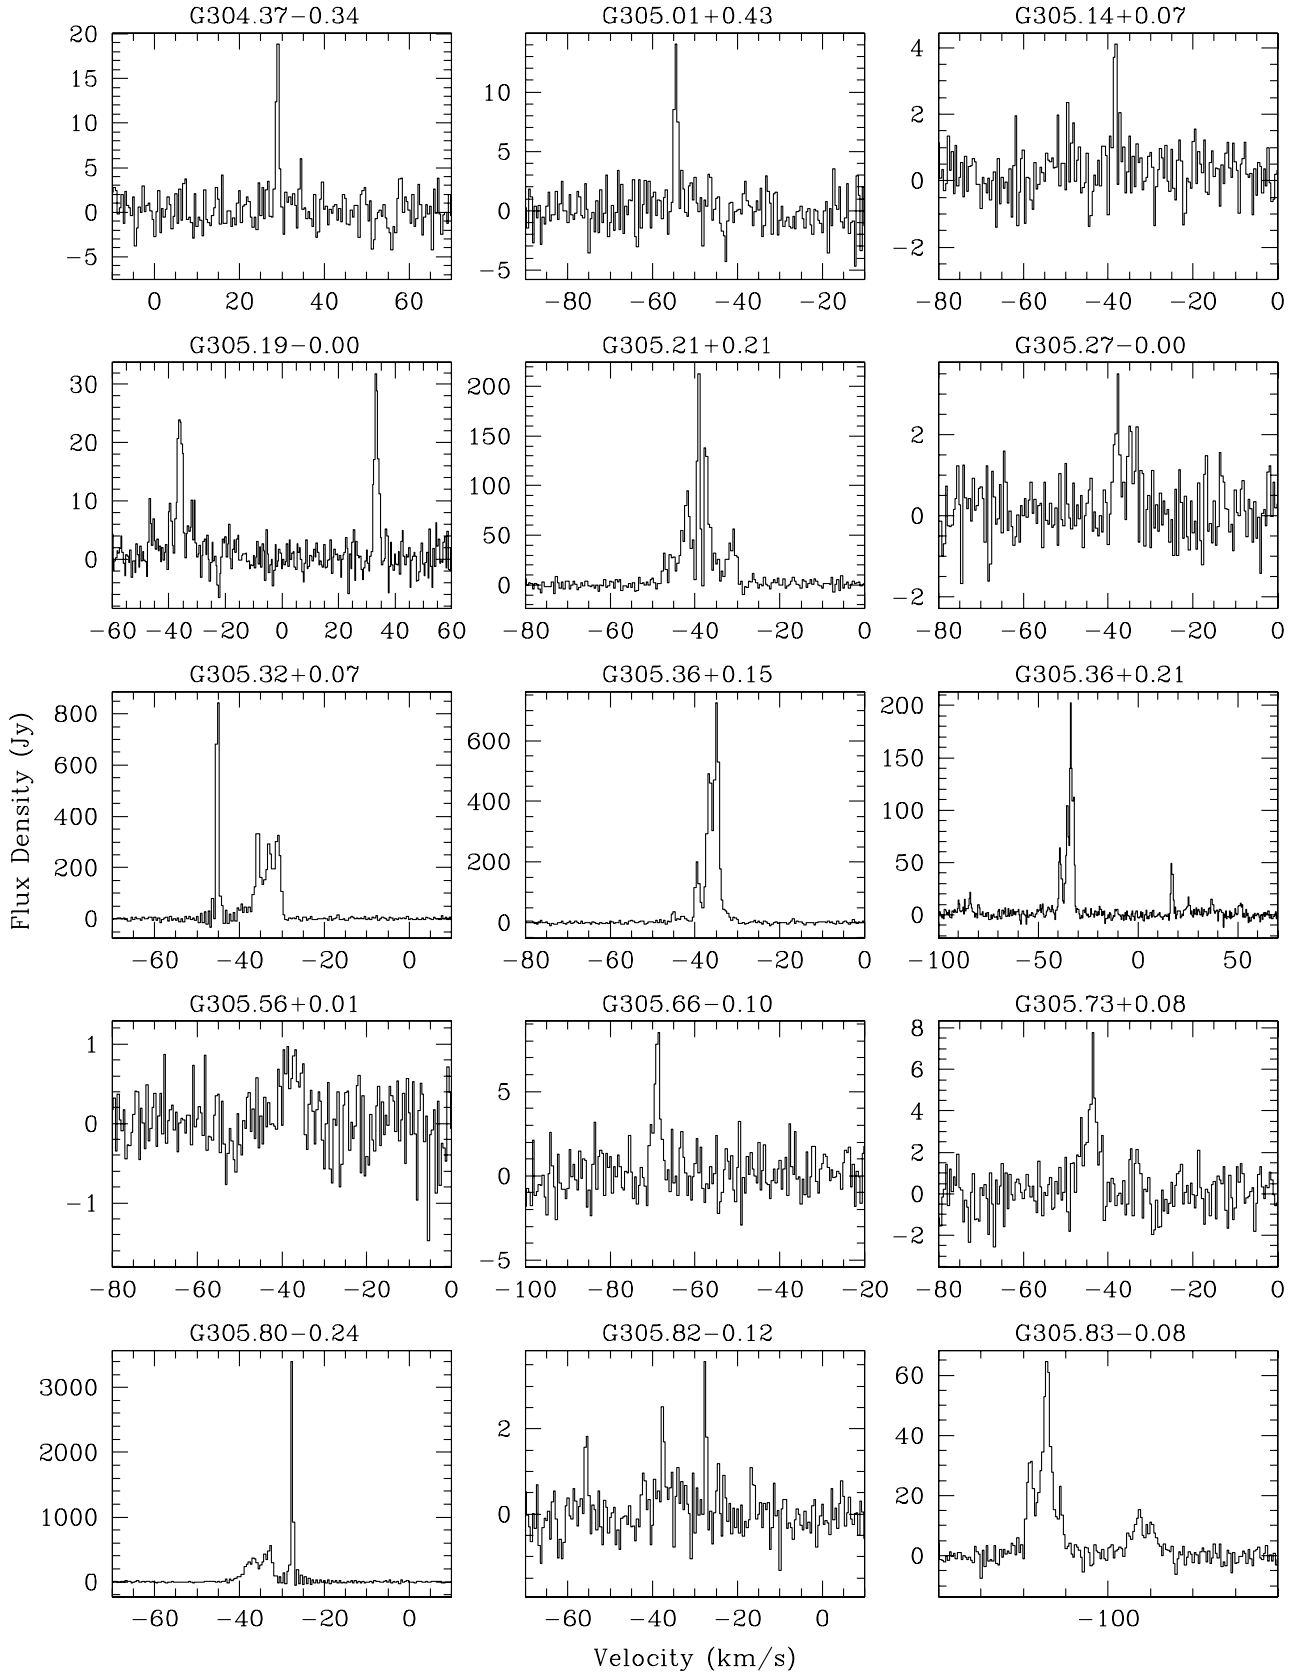 G304.37−0.34 G305.01+0.43 G305.14+0.07
20 15 10 5 0 −5
10 5 0 −5
4 2 0 −2
0 20 40 60
−80 −60 −40 −20
−80 −60 −40 −20 0
G305.19−0.00 G305.21+0.21 G305.27−0.00
30 20 10 0
200 150 100 50 0
2 0 −2
−60 −40 −20 0 20 40 60
−80 −60 −40 −20 0
−80 −60 −40 −20 0
G305.32+0.07 G305.36+0.15 G305.36+0.21
800 600 400 200 0
600 400 200 0
200 150 100 50 0
−60 −40 −20 0
−80 −60 −40 −20 0
−100 −50 0 50
Flux Density (Jy)
G305.56+0.01 G305.66−0.10 G305.73+0.08
1 0 −1
5 0 −5
8 6 4 2 0 −2
−80 −60 −40 −20 0
−100 −80 −60 −40 −20
−80 −60 −40 −20 0
G305.80−0.24 G305.82−0.12 G305.83−0.08
3000 2000 1000 0
2 0
60 40 20 0
−60 −40 −20 0
−60 −40 −20 0
−100
Velocity (km/s)